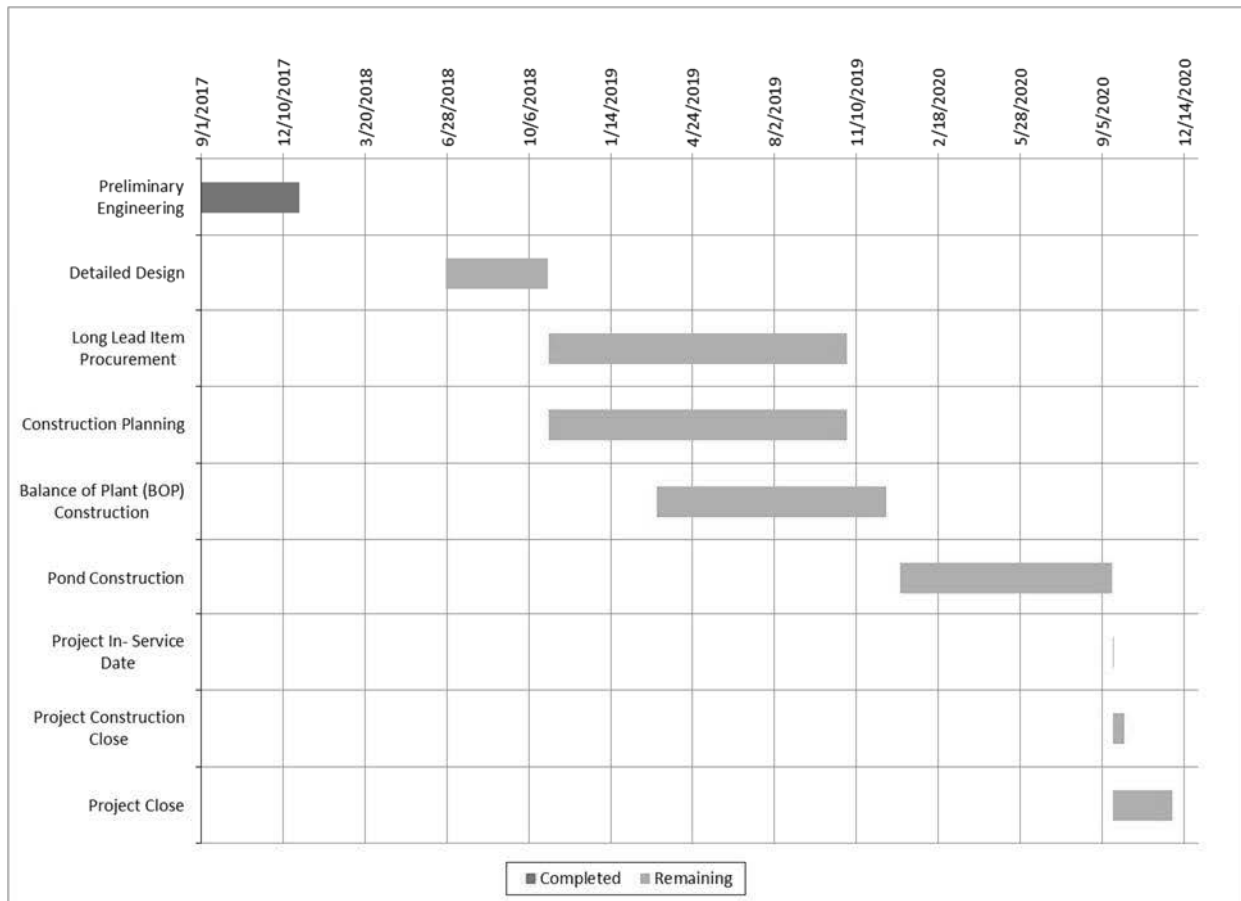 9/1/2017
12/10/2017
3/20/2018
6/28/2018
10/6/2018
1/14/2019
4/24/2019
8/2/2019
11/10/2019
2/18/2020
5/28/2020
9/5/2020
12/14/2020
Preliminary
Engineering
Detailed Design
Long Lead Item
Procurement
Construction Planning
Balance of Plant (BOP)
Construction
Pond Construction
Project In- Service
Date
Project Construction
Close
Project Close
Completed
Remaining